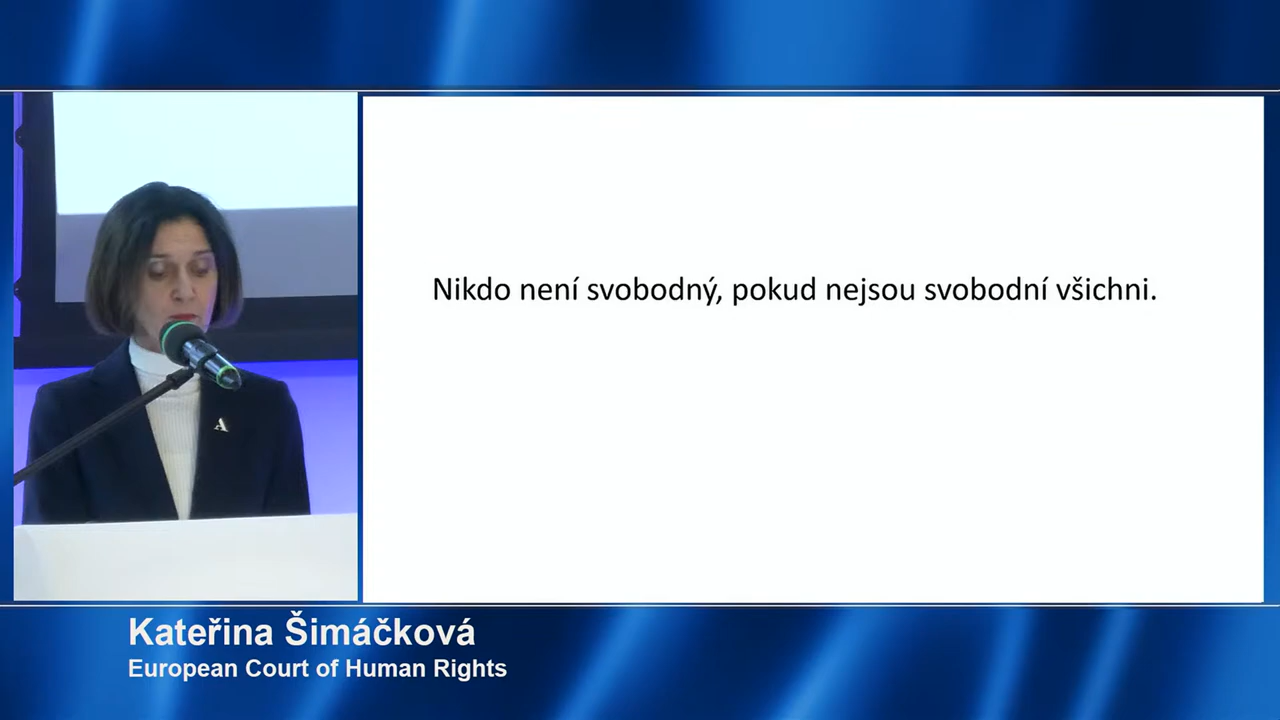 Nikdo není svobodný, pokud nejsou svobodní všichni.
A
Kateřina Šimáčková
European Court of Human Rights